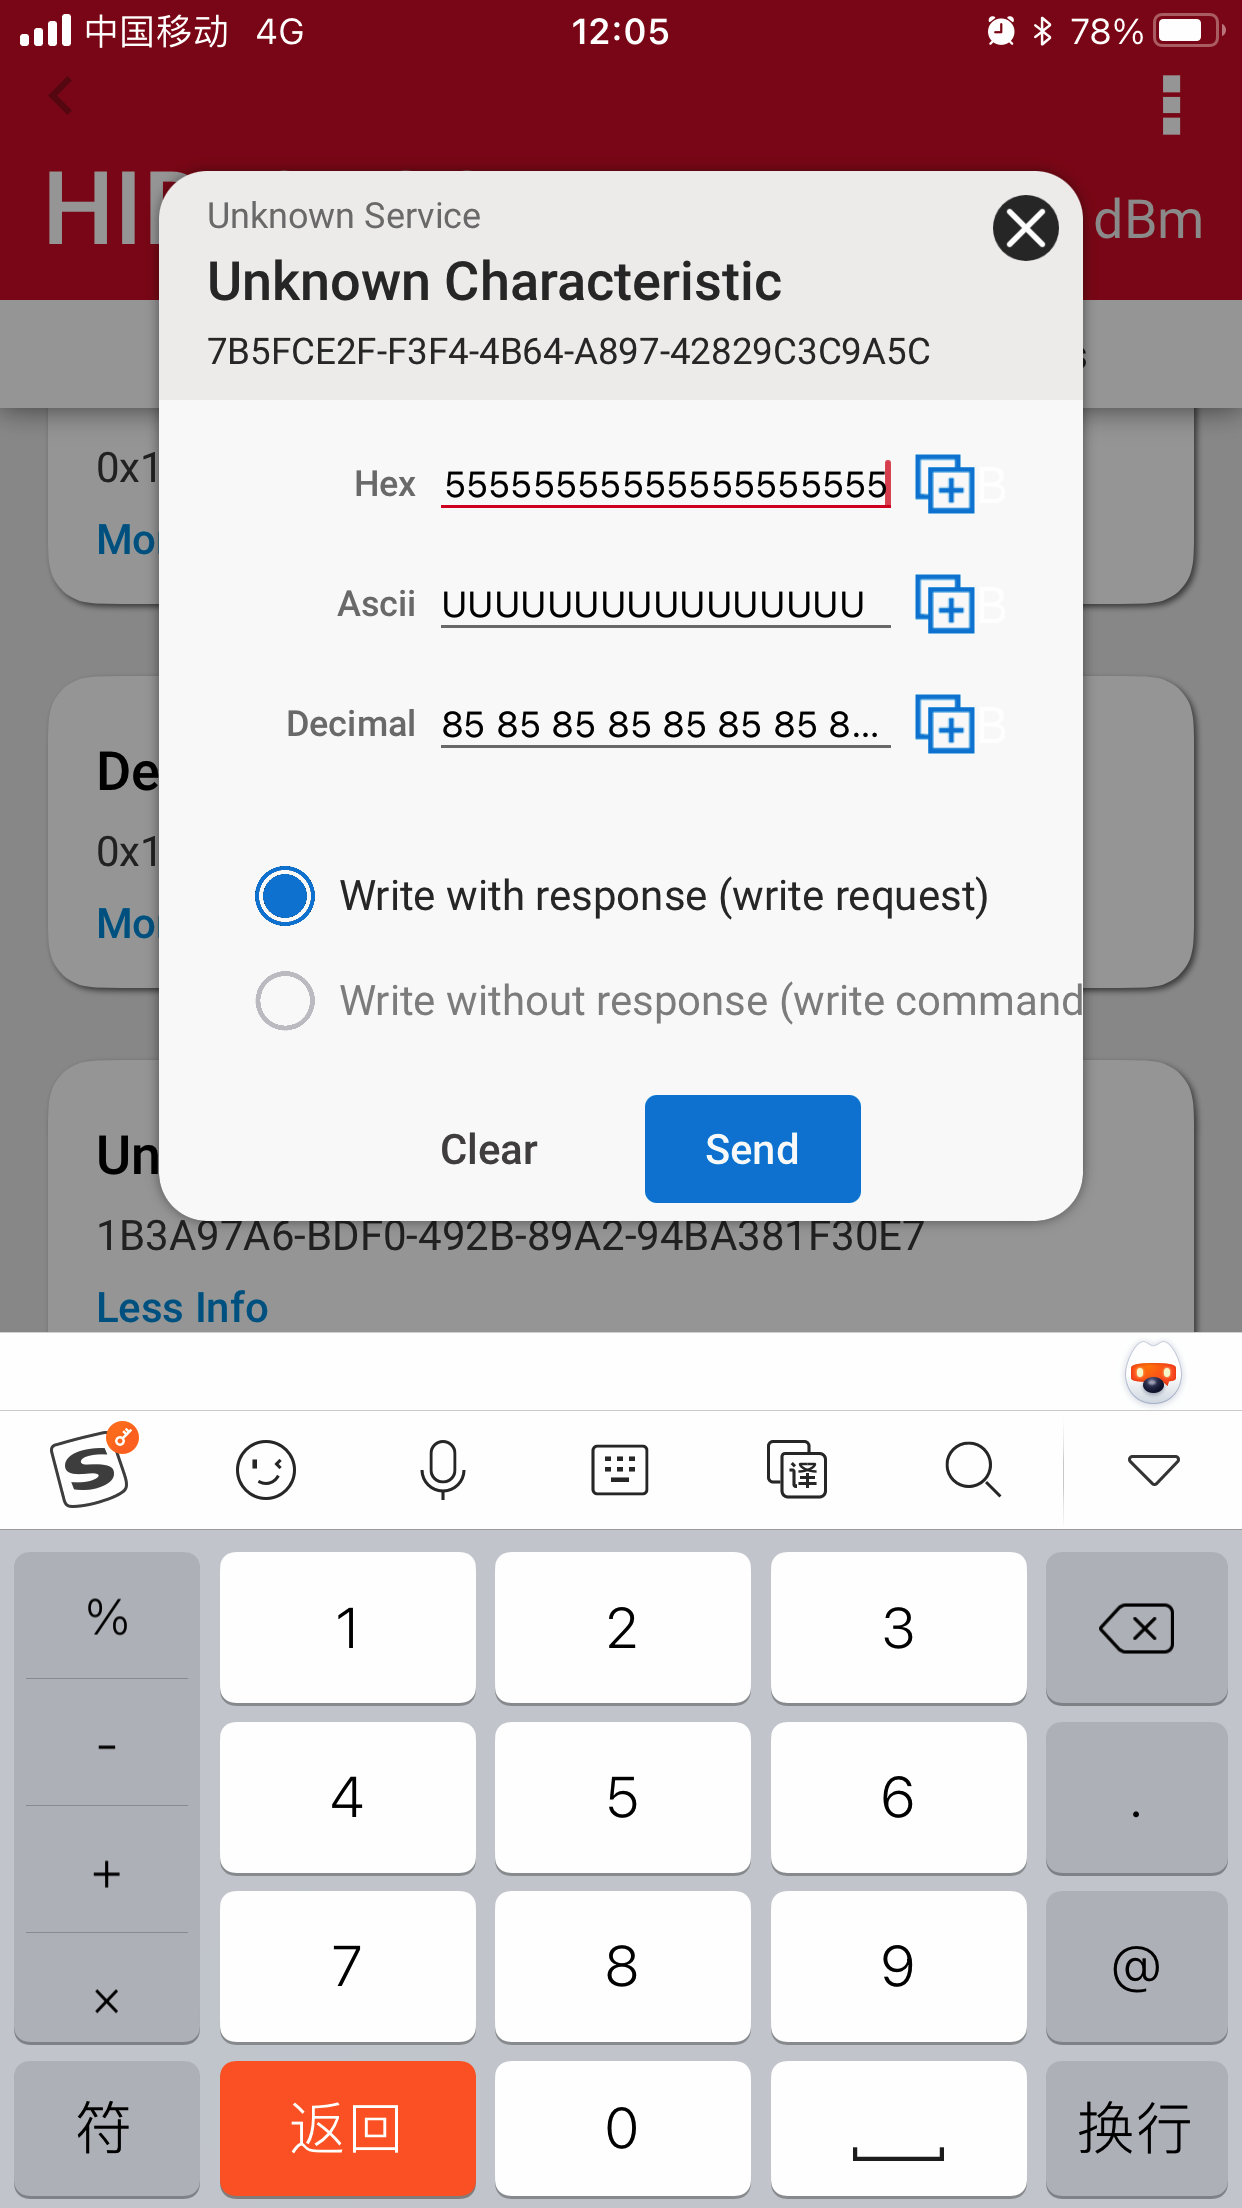 中国移动 4G 12:05 78%
HI
dBm
Unknown Service
Unknown Characteristic
7B5FCE2F-F3F4-4B64-A897-42829C3C9A5C
s
0x1
Mo
Hex 55555555555555555555 B
Ascii UUUUUUUUUUUUUUUU B
Decimal 85 85 85 85 85 85 85 8... B
De
0x1
Mo
Write with response (write request)
Write without response (write command
Clear Send
Un
1B3A97A6-BDF0-492B-89A2-94BA381F30E7
Less Info
S 译
% 1 2 3
- 4 5 6 .
+ 7 8 9 @
×
符 返回 0 换行